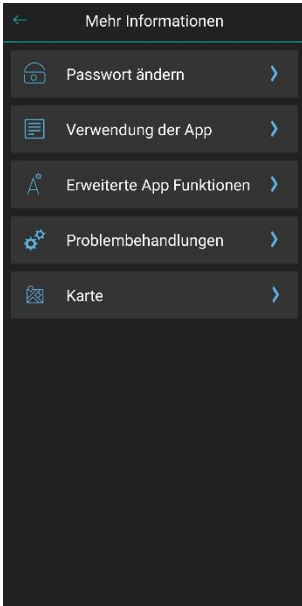 Mehr Informationen
Passwort ändern
Verwendung der App
Erweiterte App Funktionen
Problembehandlungen
Karte